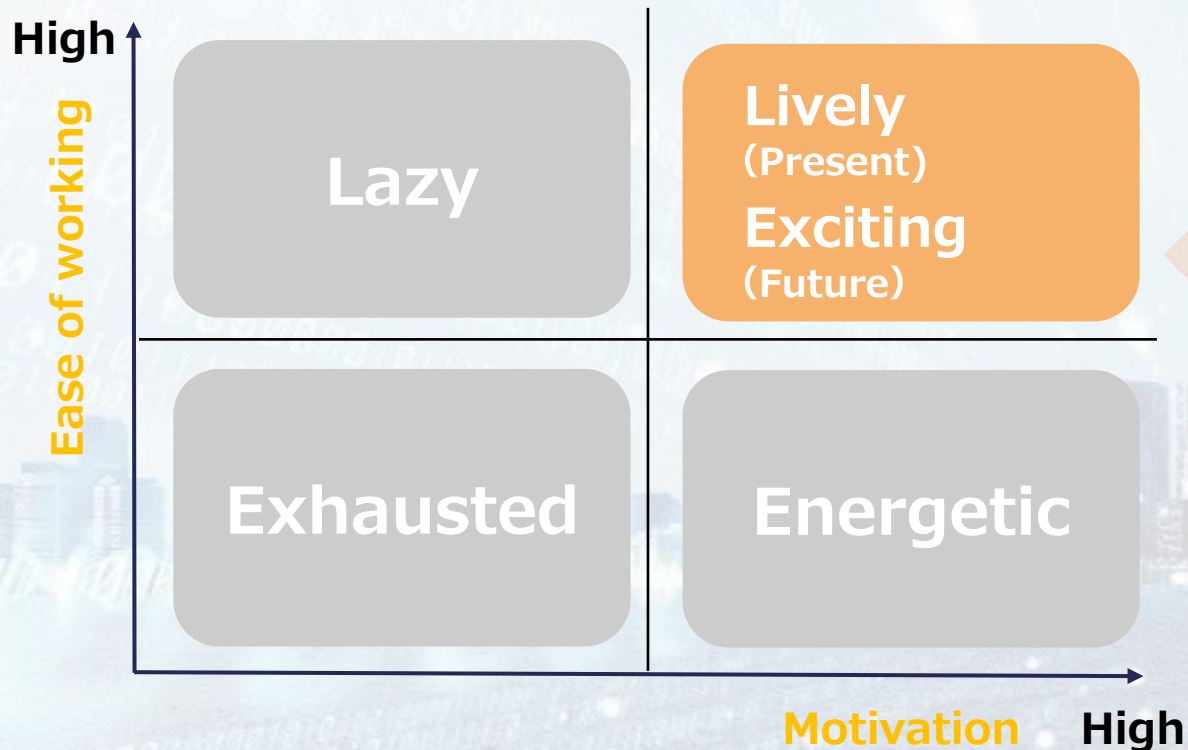 High
Ease of working
Lazy
Lively
(Present)
Exciting
(Future)
Exhausted
Energetic
Motivation High